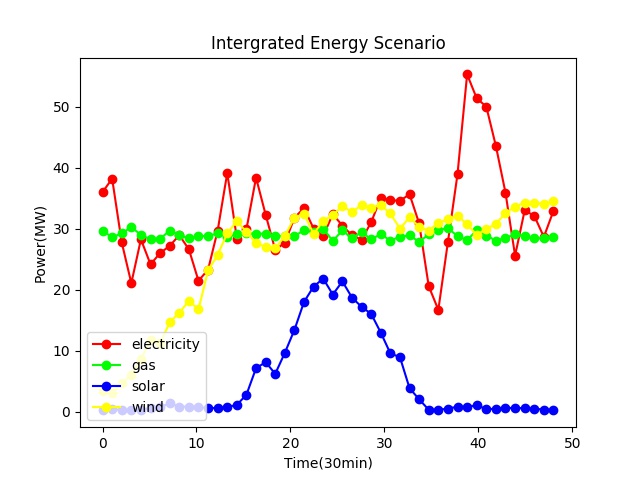 Intergrated Energy Scenario
Power(MW)
50
40
30
20
10
0
electricity
gas
solar
wind
0 10 20 30 40 50
Time(30min)